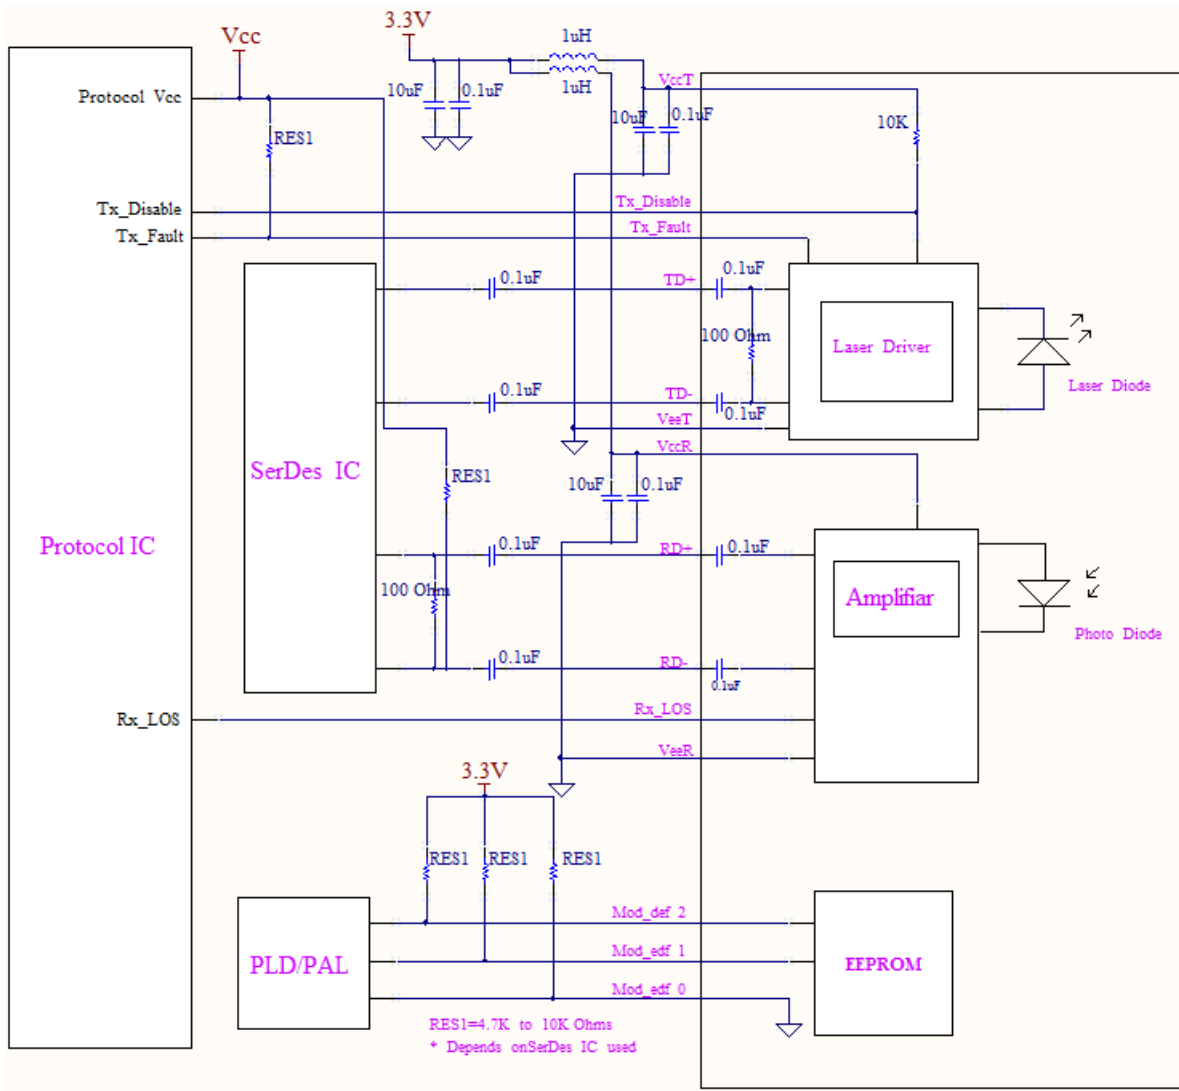 3.3V
1uH
Vcc
VccT
1uH
Protocol Vcc
10uF
0.1uF
10uF
0.1uF
10K
RES1
Tx_Disable
Tx_Disable
Tx_Fault
Tx_Fault
0.1uF
0.1uF
TD+
100 Ohm
Laser Driver
Laser Diode
0.1uF
TD-
0.1uF
VeeT
VccR
SerDes IC
RES1
10uF
0.1uF
Protocol IC
0.1uF
RD+
0.1uF
100 Ohm
Amplifiar
Photo Diode
0.1uF
RD-
0.1uF
Rx_LOS
Rx_LOS
VeeR
3.3V
RES1
RES1
RES1
Mod_def 2
PLD/PAL
Mod_edf 1
EEPROM
Mod_edf 0
RES1=4.7K to 10K Ohms
* Depends onSerDes IC used